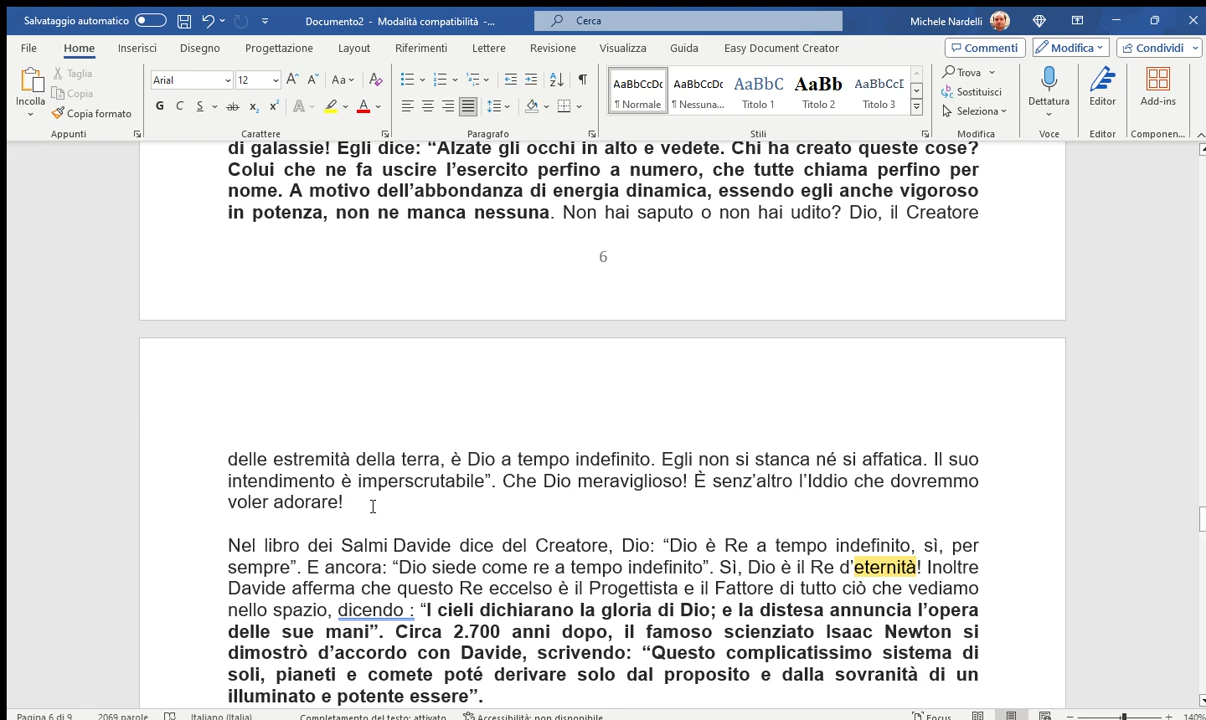 Salvataggio automatico
Documento2 - Modalità compatibilità -...
Cerca
Michele Nardelli
File Home Inserisci Disegno Progettazione Layout Riferimenti Lettere Revisione Visualizza Guida Easy Document Creator
Commenti Modifica Condividi
Incolla
Taglia
Copia
Copia formato
Appunti
Arial 12
G C S ab x₂ x²
Carattere
Paragrafo
AaBbCcDc AaBbCcDc AaBbC AaBb AaBbCcI
¶ Normale ¶ Nessuna... Titolo 1 Titolo 2 Titolo 3
Stili
Trova
Sostituisci
Seleziona
Modifica
Dettatura
Voce
Editor
Editor
Add-ins
Componen...
di galassie! Egli dice: “Alzate gli occhi in alto e vedete. Chi ha creato queste cose?
Colui che ne fa uscire l’esercito perfino a numero, che tutte chiama perfino per
nome. A motivo dell’abbondanza di energia dinamica, essendo egli anche vigoroso
in potenza, non ne manca nessuna. Non hai saputo o non hai udito? Dio, il Creatore
6
delle estremità della terra, è Dio a tempo indefinito. Egli non si stanca né si affatica. Il suo
intendimento è imperscrutabile”. Che Dio meraviglioso! È senz’altro l’Iddio che dovremmo
voler adorare!
Nel libro dei Salmi Davide dice del Creatore, Dio: “Dio è Re a tempo indefinito, sì, per
sempre”. E ancora: “Dio siede come re a tempo indefinito”. Sì, Dio è il Re d’eternità! Inoltre
Davide afferma che questo Re eccelso è il Progettista e il Fattore di tutto ciò che vediamo
nello spazio, dicendo : “I cieli dichiarano la gloria di Dio; e la distesa annuncia l’opera
delle sue mani”. Circa 2.700 anni dopo, il famoso scienziato Isaac Newton si
dimostrò d’accordo con Davide, scrivendo: “Questo complicatissimo sistema di
soli, pianeti e comete poté derivare solo dal proposito e dalla sovranità di un
illuminato e potente essere”.
Pagina 6 di 9 2069 parole Italiano (Italia) Completamento del testo: attivato Accessibilità: non disponibile Focus 140%